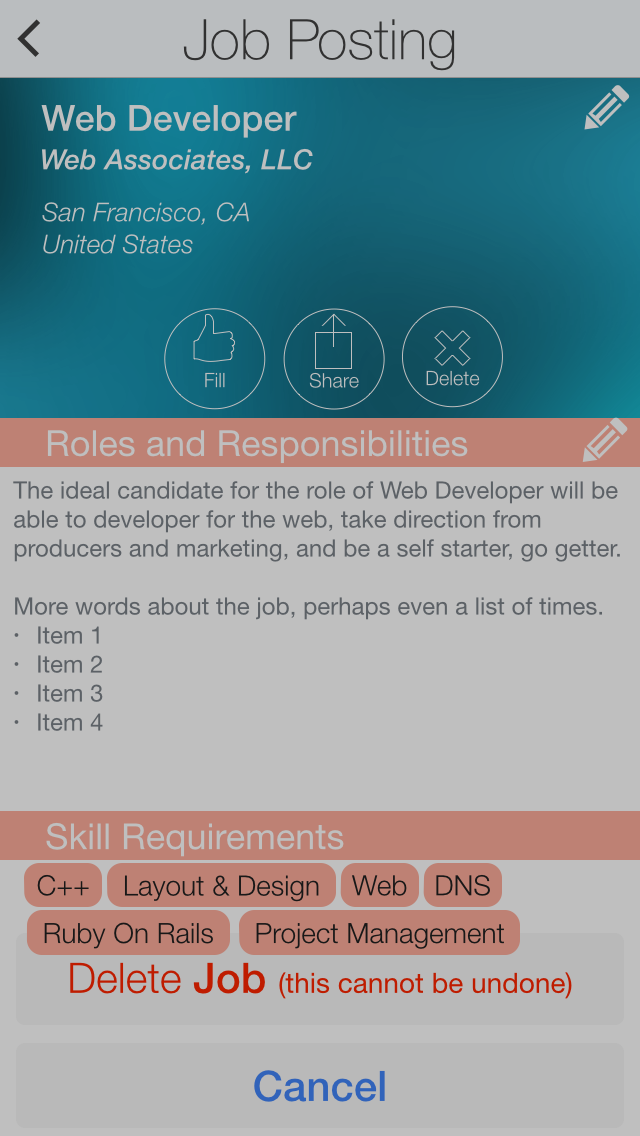 Job Posting
Web Developer
Web Associates, LLC
San Francisco, CA
United States
Fill
Share
Delete
Roles and Responsibilities
The ideal candidate for the role of Web Developer will be
able to developer for the web, take direction from
producers and marketing, and be a self starter, go getter.
More words about the job, perhaps even a list of times.
· Item 1
· Item 2
· Item 3
· Item 4
Skill Requirements
C++ Layout & Design Web DNS
Ruby On Rails Project Management
Delete Job (this cannot be undone)
Cancel